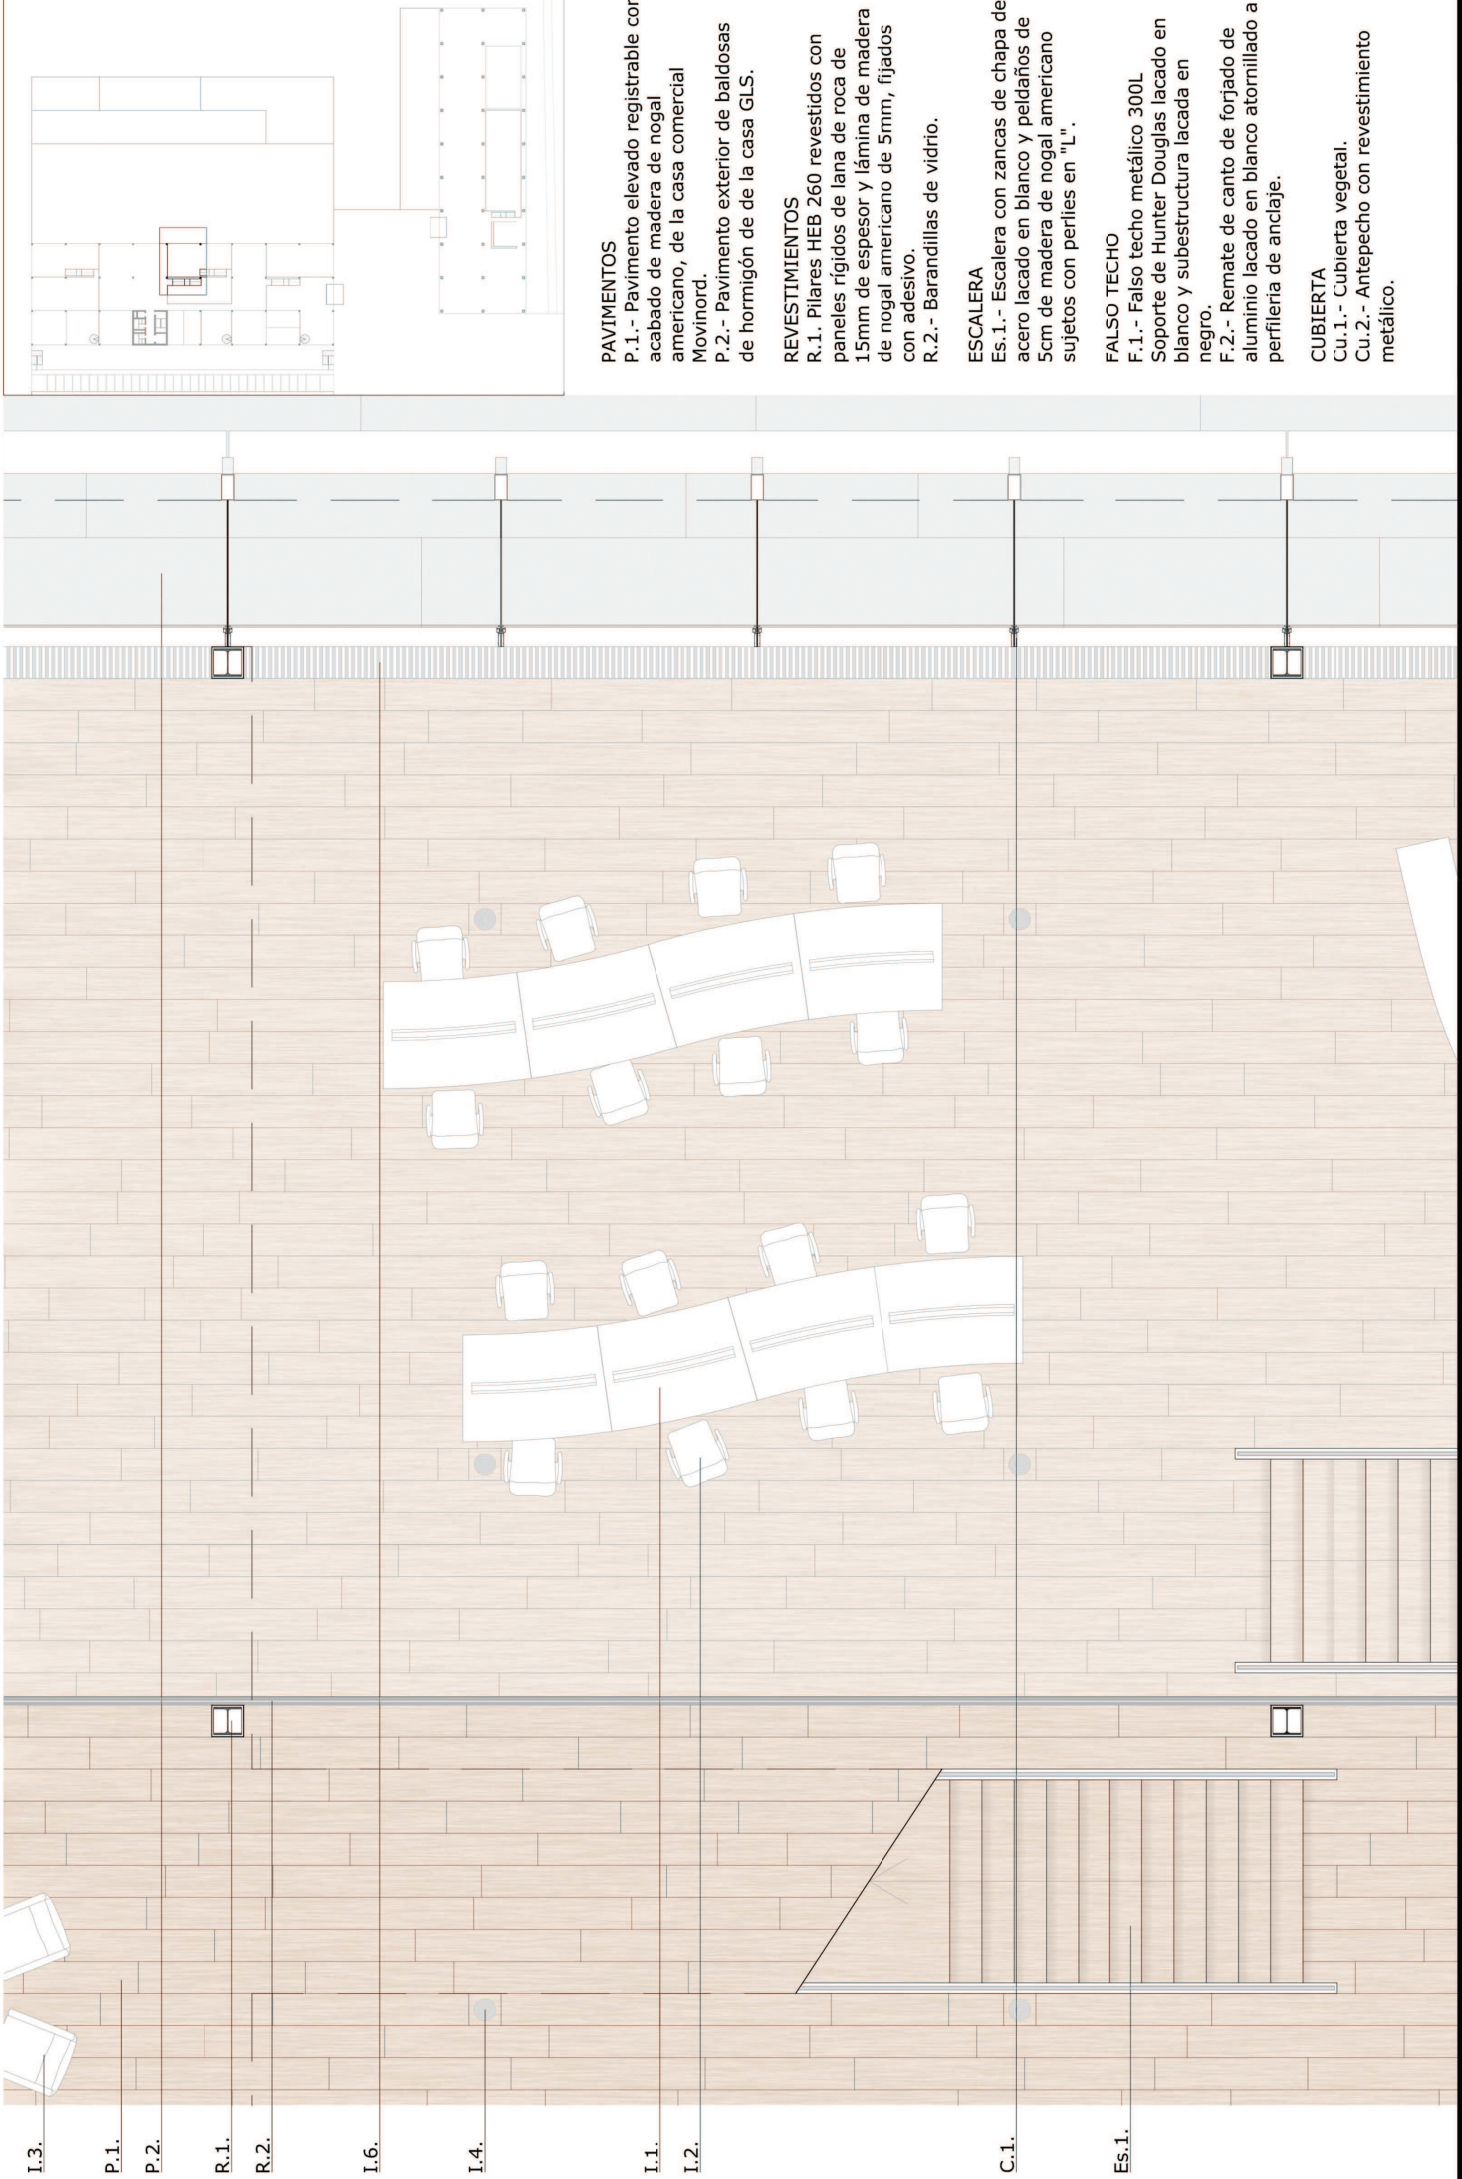 PAVIMENTOS
P.1.- Pavimento elevado registrable con
acabado de madera de nogal
americano, de la casa comercial
Movinord.
P.2.- Pavimento exterior de baldosas
de hormigón de de la casa GLS.
REVESTIMIENTOS
R.1. Pilares HEB 260 revestidos con
paneles rígidos de lana de roca de
15mm de espesor y lámina de madera
de nogal americano de 5mm, fijados
con adesivo.
R.2.- Barandillas de vidrio.
ESCALERA
Es.1.- Escalera con zancas de chapa de
acero lacado en blanco y peldaños de
5cm de madera de nogal americano
sujetos con perlies en "L".
FALSO TECHO
F.1.- Falso techo metálico 300L
Soporte de Hunter Douglas lacado en
blanco y subestructura lacada en
negro.
F.2.- Remate de canto de forjado de
aluminio lacado en blanco atornillado a
perfileria de anclaje.
CUBIERTA
Cu.1.- Cubierta vegetal.
Cu.2.- Antepecho con revestimiento
metálico.
I.3.
P.1.
P.2.
R.1.
R.2.
I.6.
I.4.
I.1.
I.2.
C.1.
Es.1.